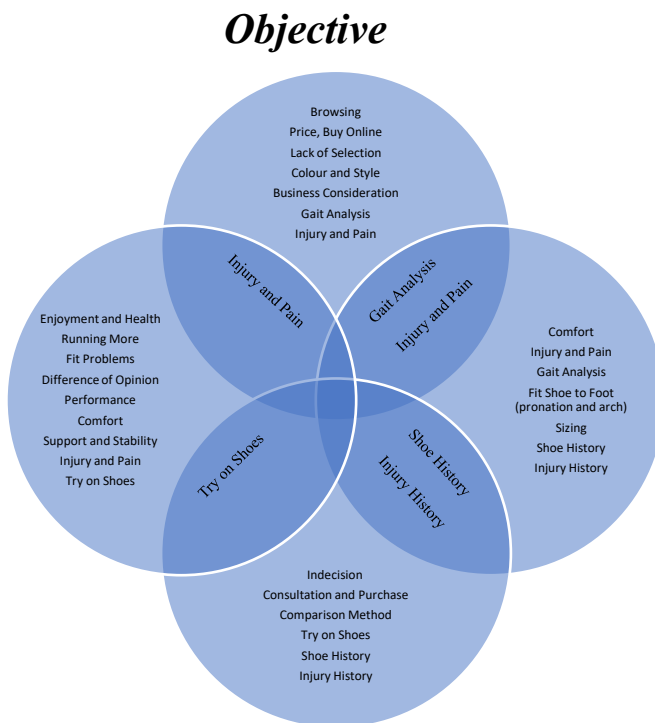 Objective
Browsing
Price, Buy Online
Lack of Selection
Colour and Style
Business Consideration
Gait Analysis
Injury and Pain
Injury and Pain
Gait Analysis
Injury and Pain
Enjoyment and Health
Running More
Fit Problems
Difference of Opinion
Performance
Comfort
Support and Stability
Injury and Pain
Try on Shoes
Comfort
Injury and Pain
Gait Analysis
Fit Shoe to Foot
(pronation and arch)
Sizing
Shoe History
Injury History
Try on Shoes
Shoe History
Injury History
Indecision
Consultation and Purchase
Comparison Method
Try on Shoes
Shoe History
Injury History